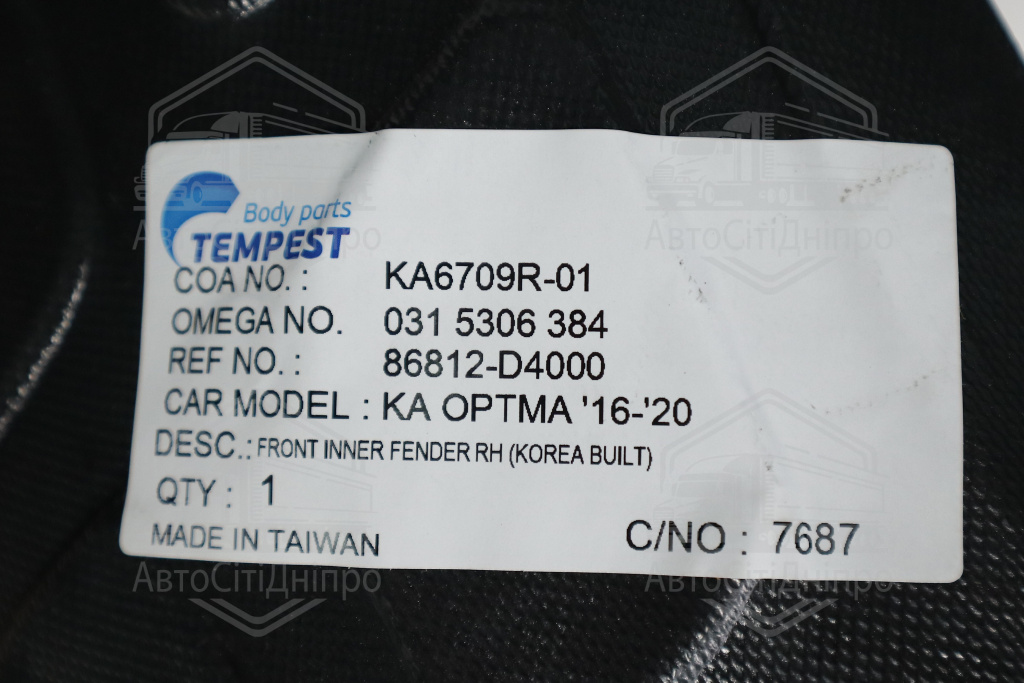 Body parts
TEMPEST
COA NO. : KA6709R-01
OMEGA NO. 031 5306 384
REF NO. : 86812-D4000
CAR MODEL : KA OPTMA '16-'20
DESC.: FRONT INNER FENDER RH (KOREA BUILT)
QTY : 1
MADE IN TAIWAN C/NO : 7687
АвтоСітіДніпро АвтоСітіДніпро
АвтоСітіДніпро АвтоСітіДніпро